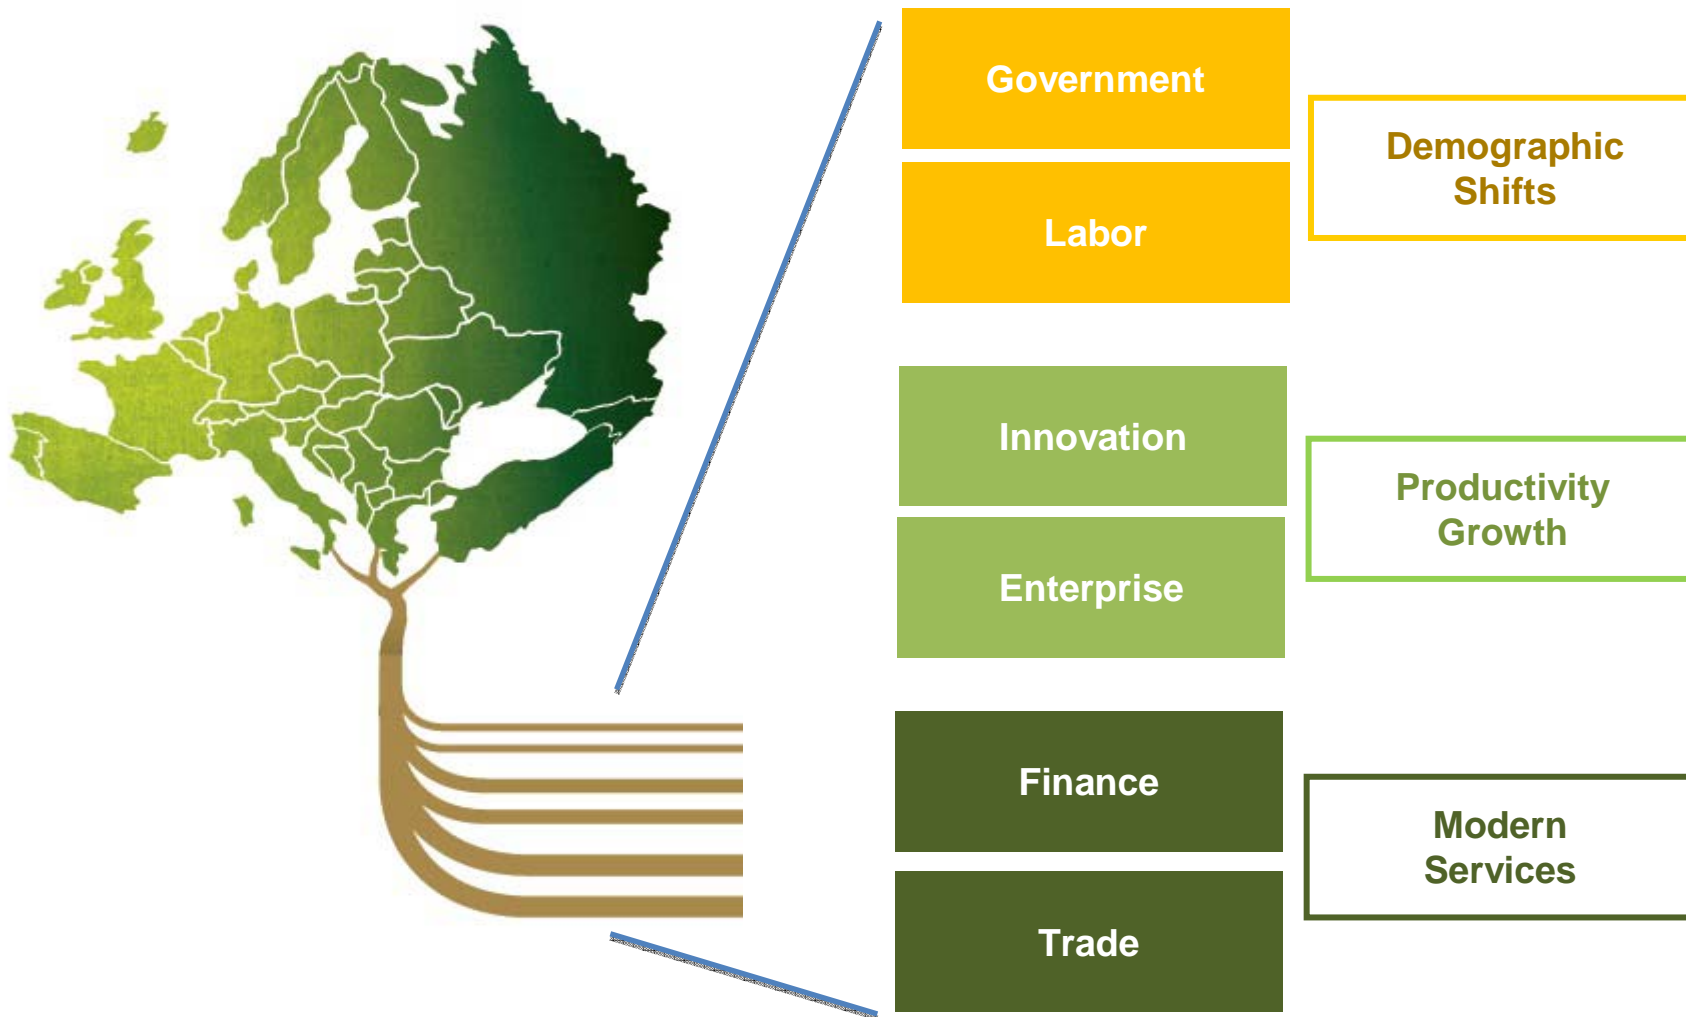 Government
Labor
Demographic
Shifts
Innovation
Enterprise
Productivity
Growth
Finance
Trade
Modern
Services